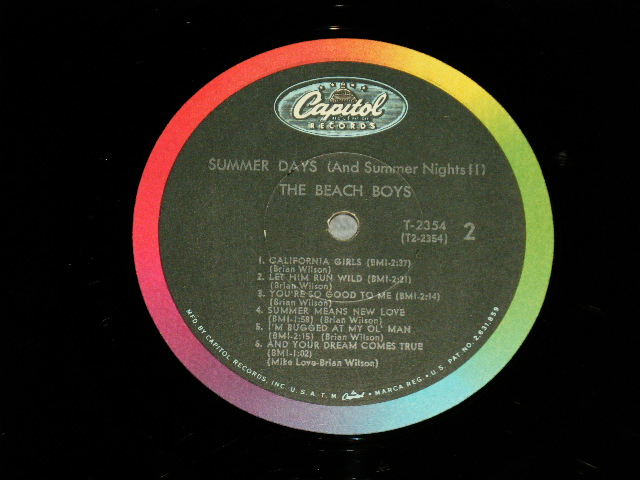 Capitol
RECORDS
SUMMER DAYS (And Summer Nights!!)
THE BEACH BOYS
T-2354
(T2-2354)
2
1. CALIFORNIA GIRLS (BMI-2:37)
(Brian Wilson)
2. LET HIM RUN WILD (BMI-2:21)
(Brian Wilson)
3. YOU'RE SO GOOD TO ME (BMI-2:14)
(Brian Wilson)
4. SUMMER MEANS NEW LOVE
(BMI-1:58) (Brian Wilson)
5. I'M BUGGED AT MY OL' MAN
(BMI-2:15) (Brian Wilson)
6. AND YOUR DREAM COMES TRUE
(BMI-1:02)
(Mike Love-Brian Wilson)
MFG. BY CAPITOL RECORDS, INC. U.S.A. T.M. Capitol • MARCA REG. • U.S. PAT. NO. 2,631,859